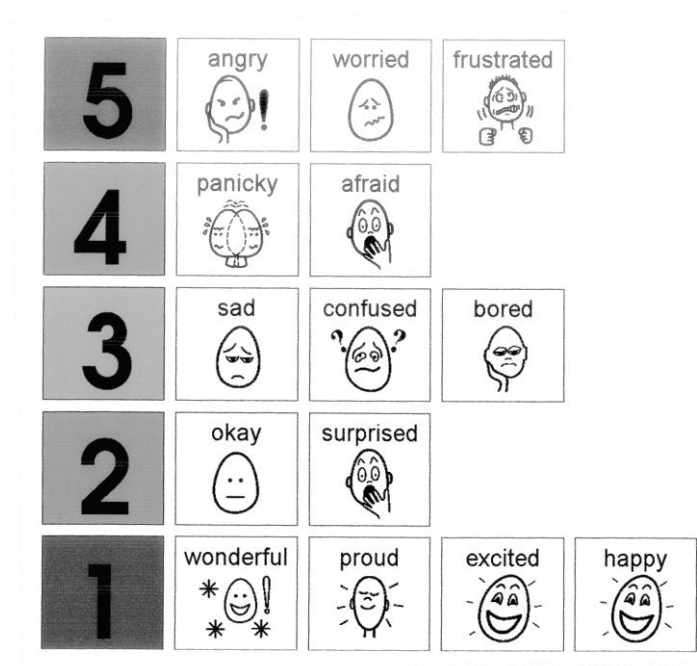 5 angry worried frustrated
!
4 panicky afraid
3 sad confused bored
? ?
2 okay surprised
1 wonderful proud excited happy
!